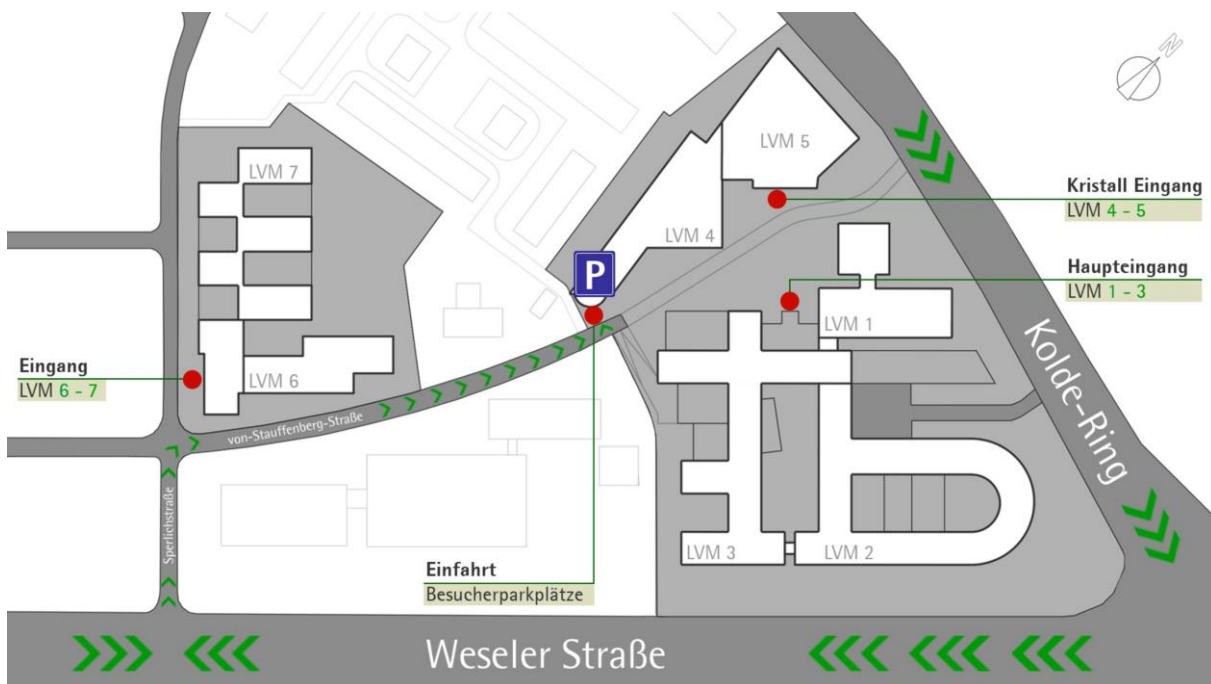 N
LVM 5
LVM 7
Kristall Eingang
LVM 4 - 5
LVM 4
P
Haupteingang
LVM 1 - 3
LVM 1
Kolde-Ring
Eingang
LVM 6 - 7
LVM 6
von-Stauffenberg-Straße
Sperlichstraße
LVM 3
LVM 2
Einfahrt
Besucherparkplätze
Weseler Straße